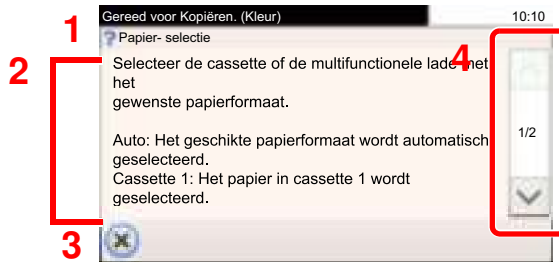 Gereed voor Kopiëren. (Kleur) 10:10
1
? Papier- selectie
2
4
Selecteer de cassette of de multifunctionele lade met
het
gewenste papierformaat.
Auto: Het geschikte papierformaat wordt automatisch
geselecteerd.
1/2
Cassette 1: Het papier in cassette 1 wordt
geselecteerd.
3